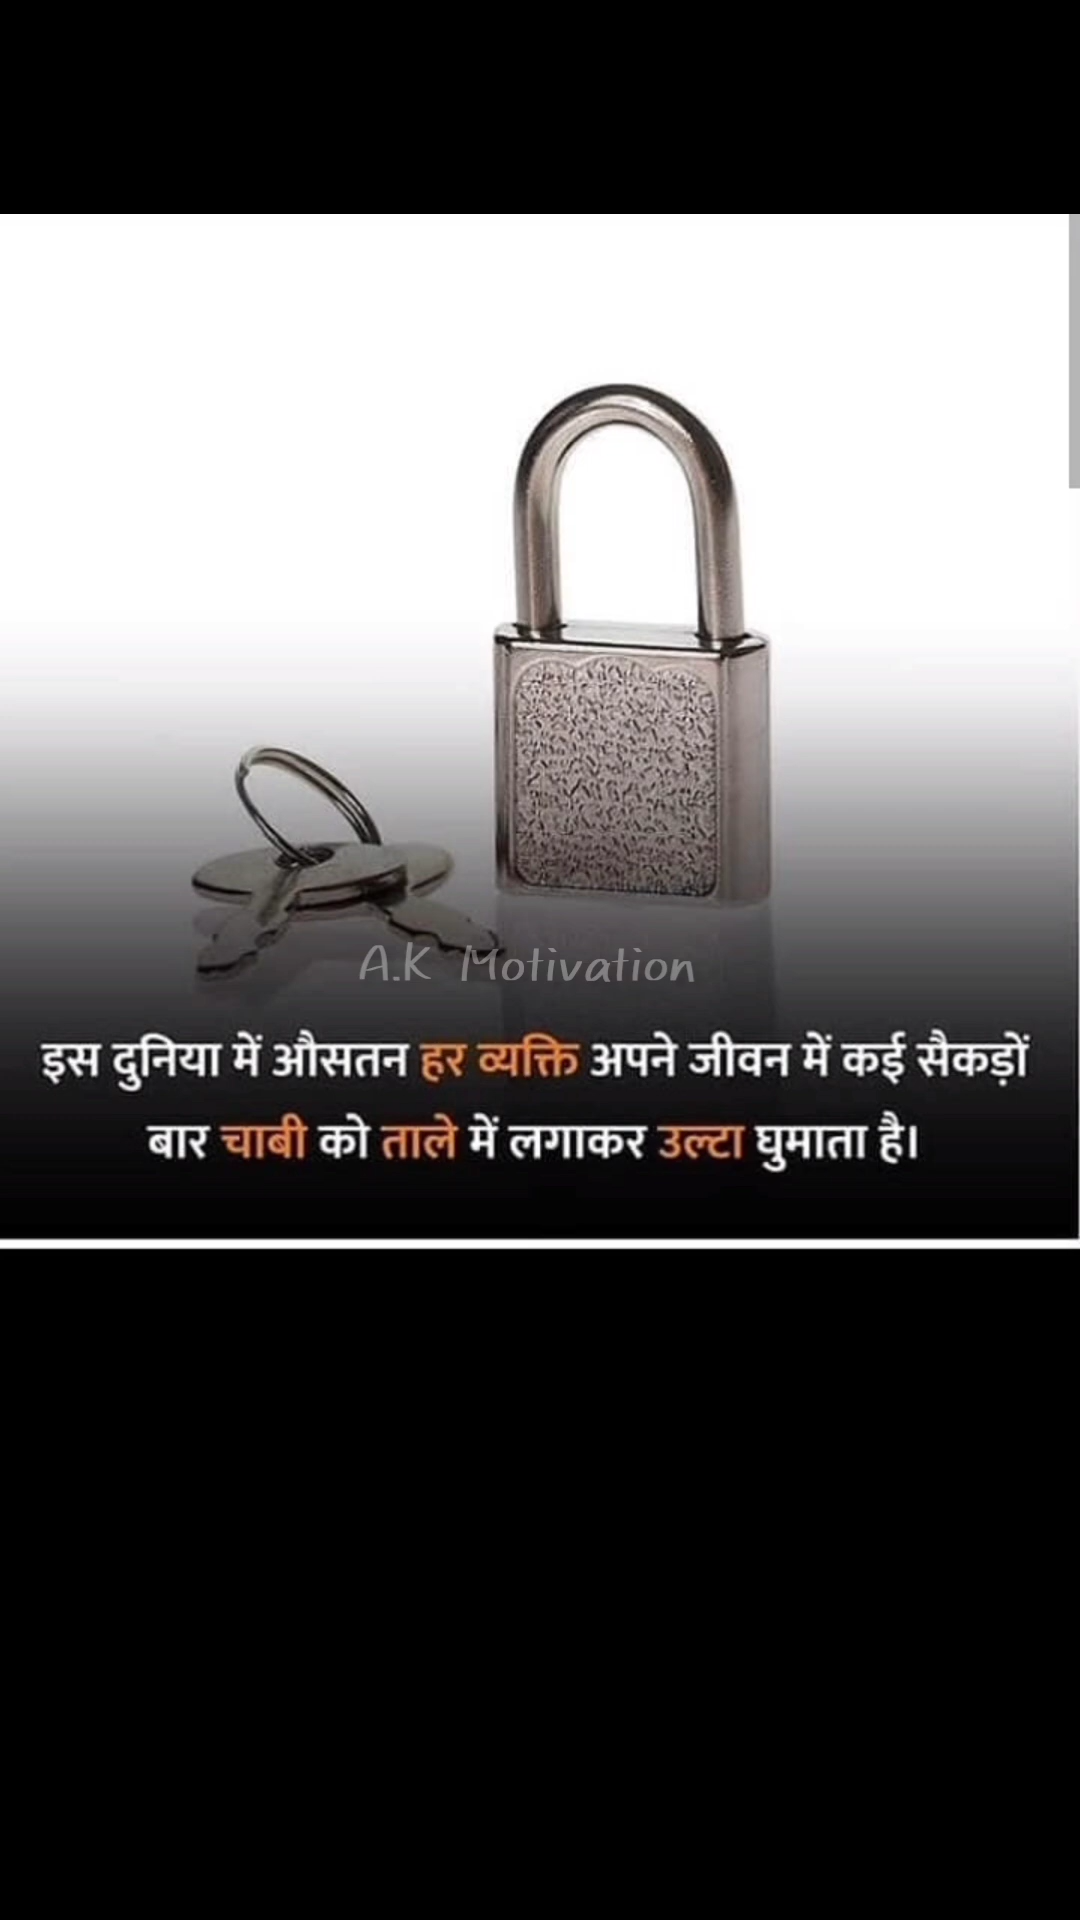 A.K Motivation
इस दुनिया में औसतन हर व्यक्ति अपने जीवन में कई सैकड़ों
बार चाबी को ताले में लगाकर उल्टा घुमाता है।